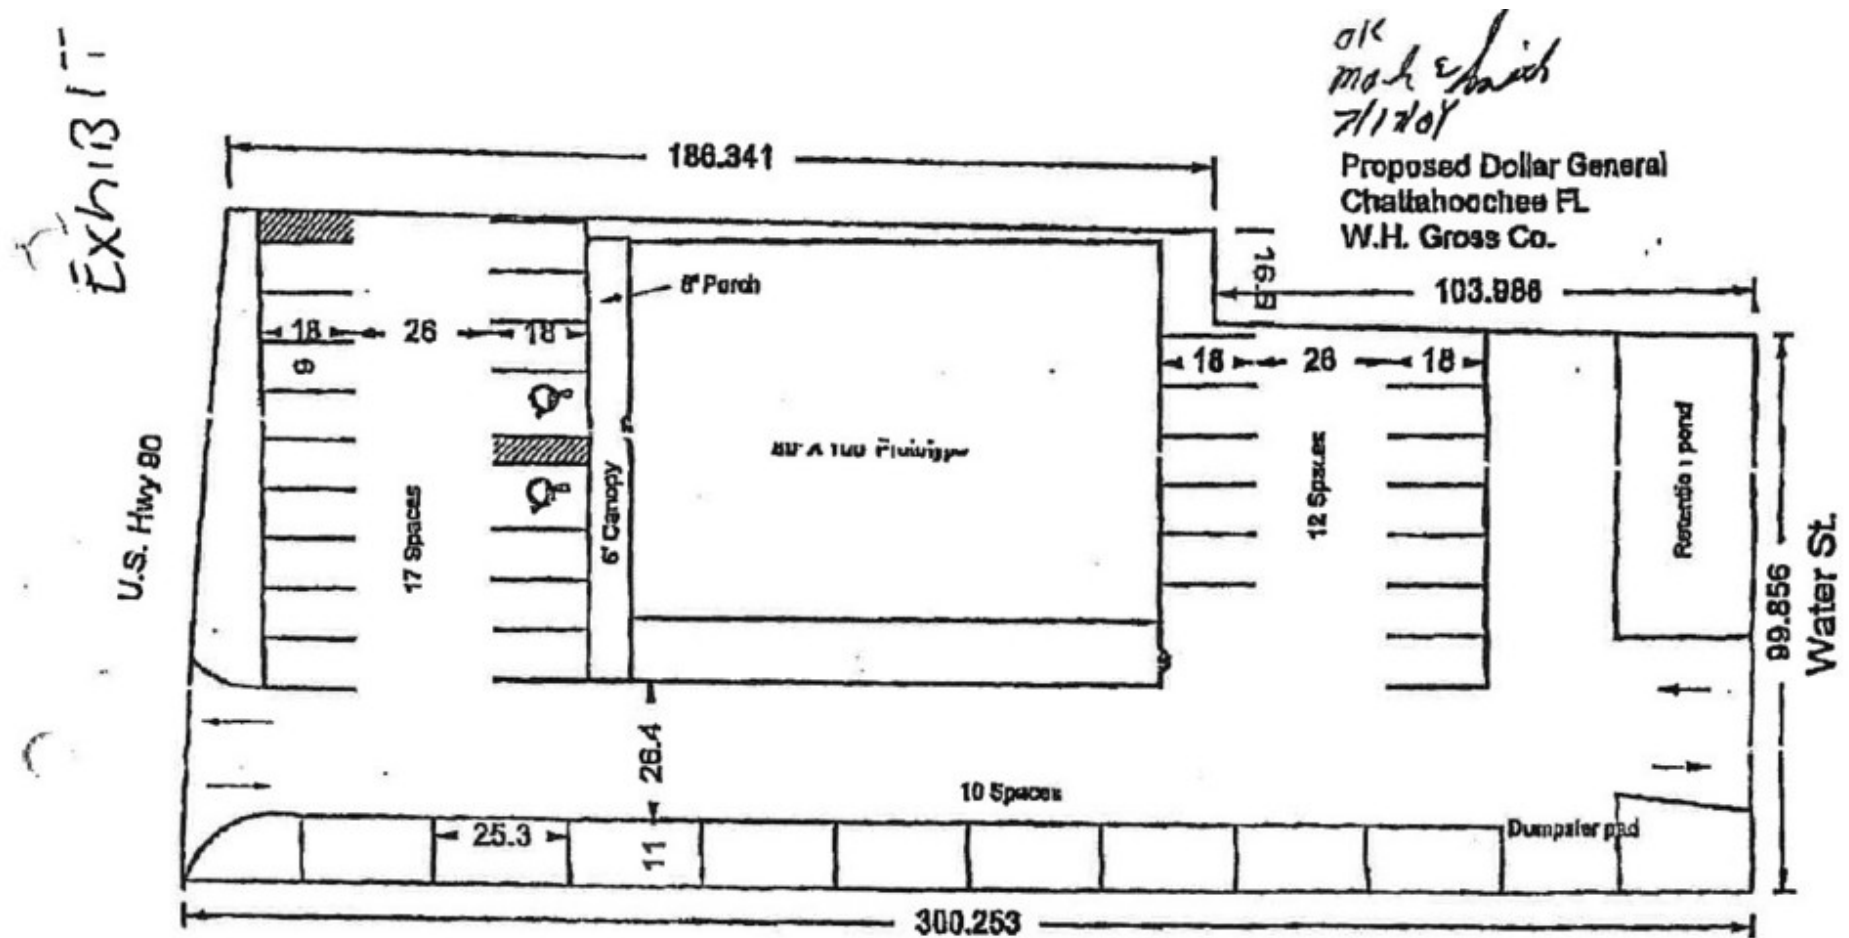 ExhiBIT
OK
7/17/04
Proposed Dollar General
Chattahoochee FL
W.H. Gross Co.
186.341
16.5
103.986
8' Porch
18
26
18
9
18
26
18
U.S. Hwy 90
17 Spaces
6' Canopy
12 Spaces
Retention pond
99.856
Water St.
26.4
10 Spaces
25.3
11
Dumpster pad
300.253